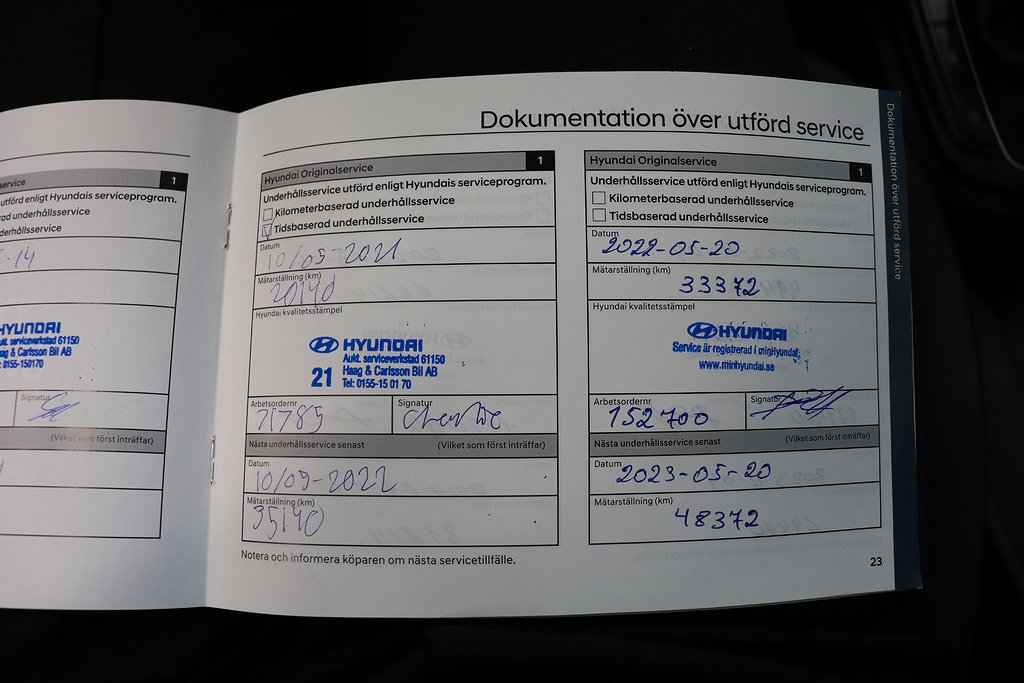 service
1
rad enligt Hyundais serviceprogram.
rad underhållsservice
derhållsservice
-14
HYUNDAI
Aukt. serviceverkstad 61150
Haag & Carlsson Bil AB
: 0155-150170
Signatur
(Vilket som först inträffar)
Dokumentation över utförd service
Hyundai Originalservice
1
Underhållsservice utförd enligt Hyundais serviceprogram.
Kilometerbaserad underhållsservice
Tidsbaserad underhållsservice
Datum
10/05-2021
Mätarställning (km)
20140
Hyundai kvalitetsstämpel
HYUNDAI
Aukt. serviceverkstad 61150
21 Haag & Carlsson Bil AB
Tel: 0155-15 01 70
Arbetsordernr
71785
Signatur
Nästa underhållsservice senast
(Vilket som först inträffar)
Datum
10/05-2022
Mätarställning (km)
35140
Notera och informera köparen om nästa servicetillfälle.
Hyundai Originalservice
1
Underhållsservice utförd enligt Hyundais serviceprogram.
Kilometerbaserad underhållsservice
Tidsbaserad underhållsservice
Datum
2022-05-20
Mätarställning (km)
33372
Hyundai kvalitetsstämpel
HYUNDAI
Service är registrerad i minHyundai,
www.minhyundai.se
Arbetsordernr
152700
Signatur
Nästa underhållsservice senast
(Vilket som först inträffar)
Datum
2023-05-20
Mätarställning (km)
48372
23
Dokumentation över utförd service